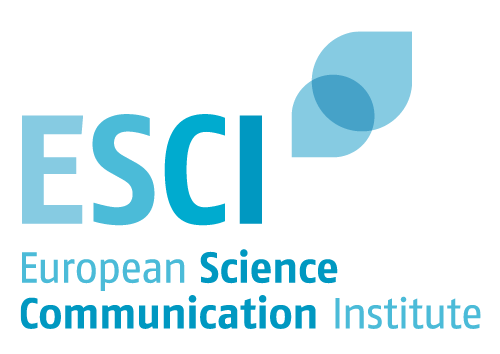 ESCI
European Science
Communication Institute